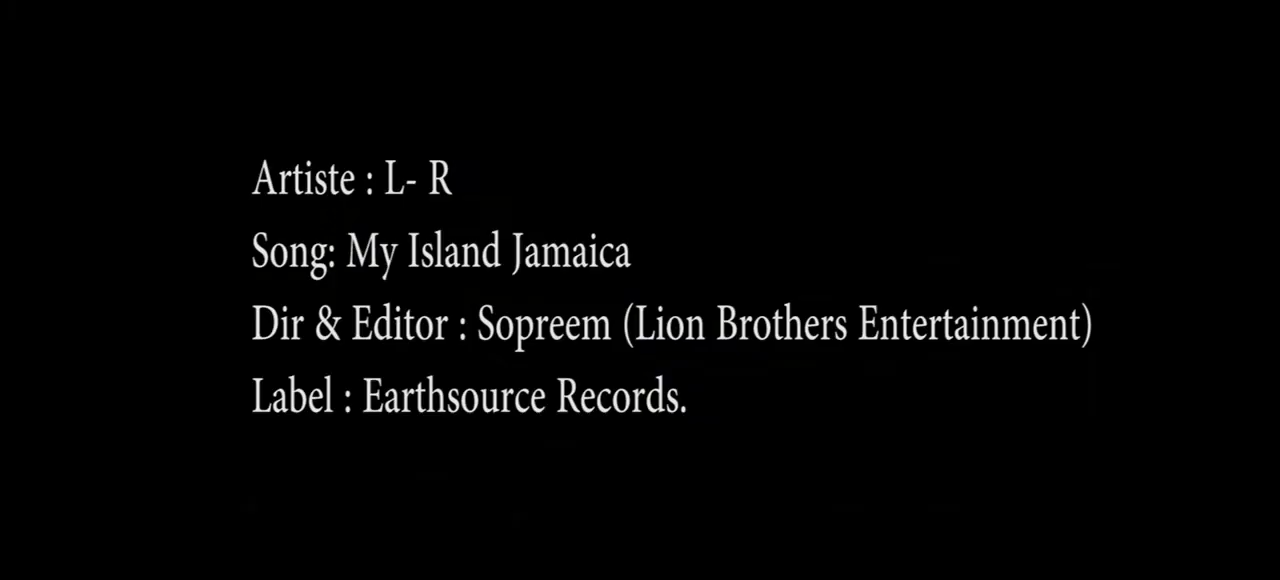 Artiste : L- R
Song: My Island Jamaica
Dir & Editor : Sopreem (Lion Brothers Entertainment)
Label : Earthsource Records.